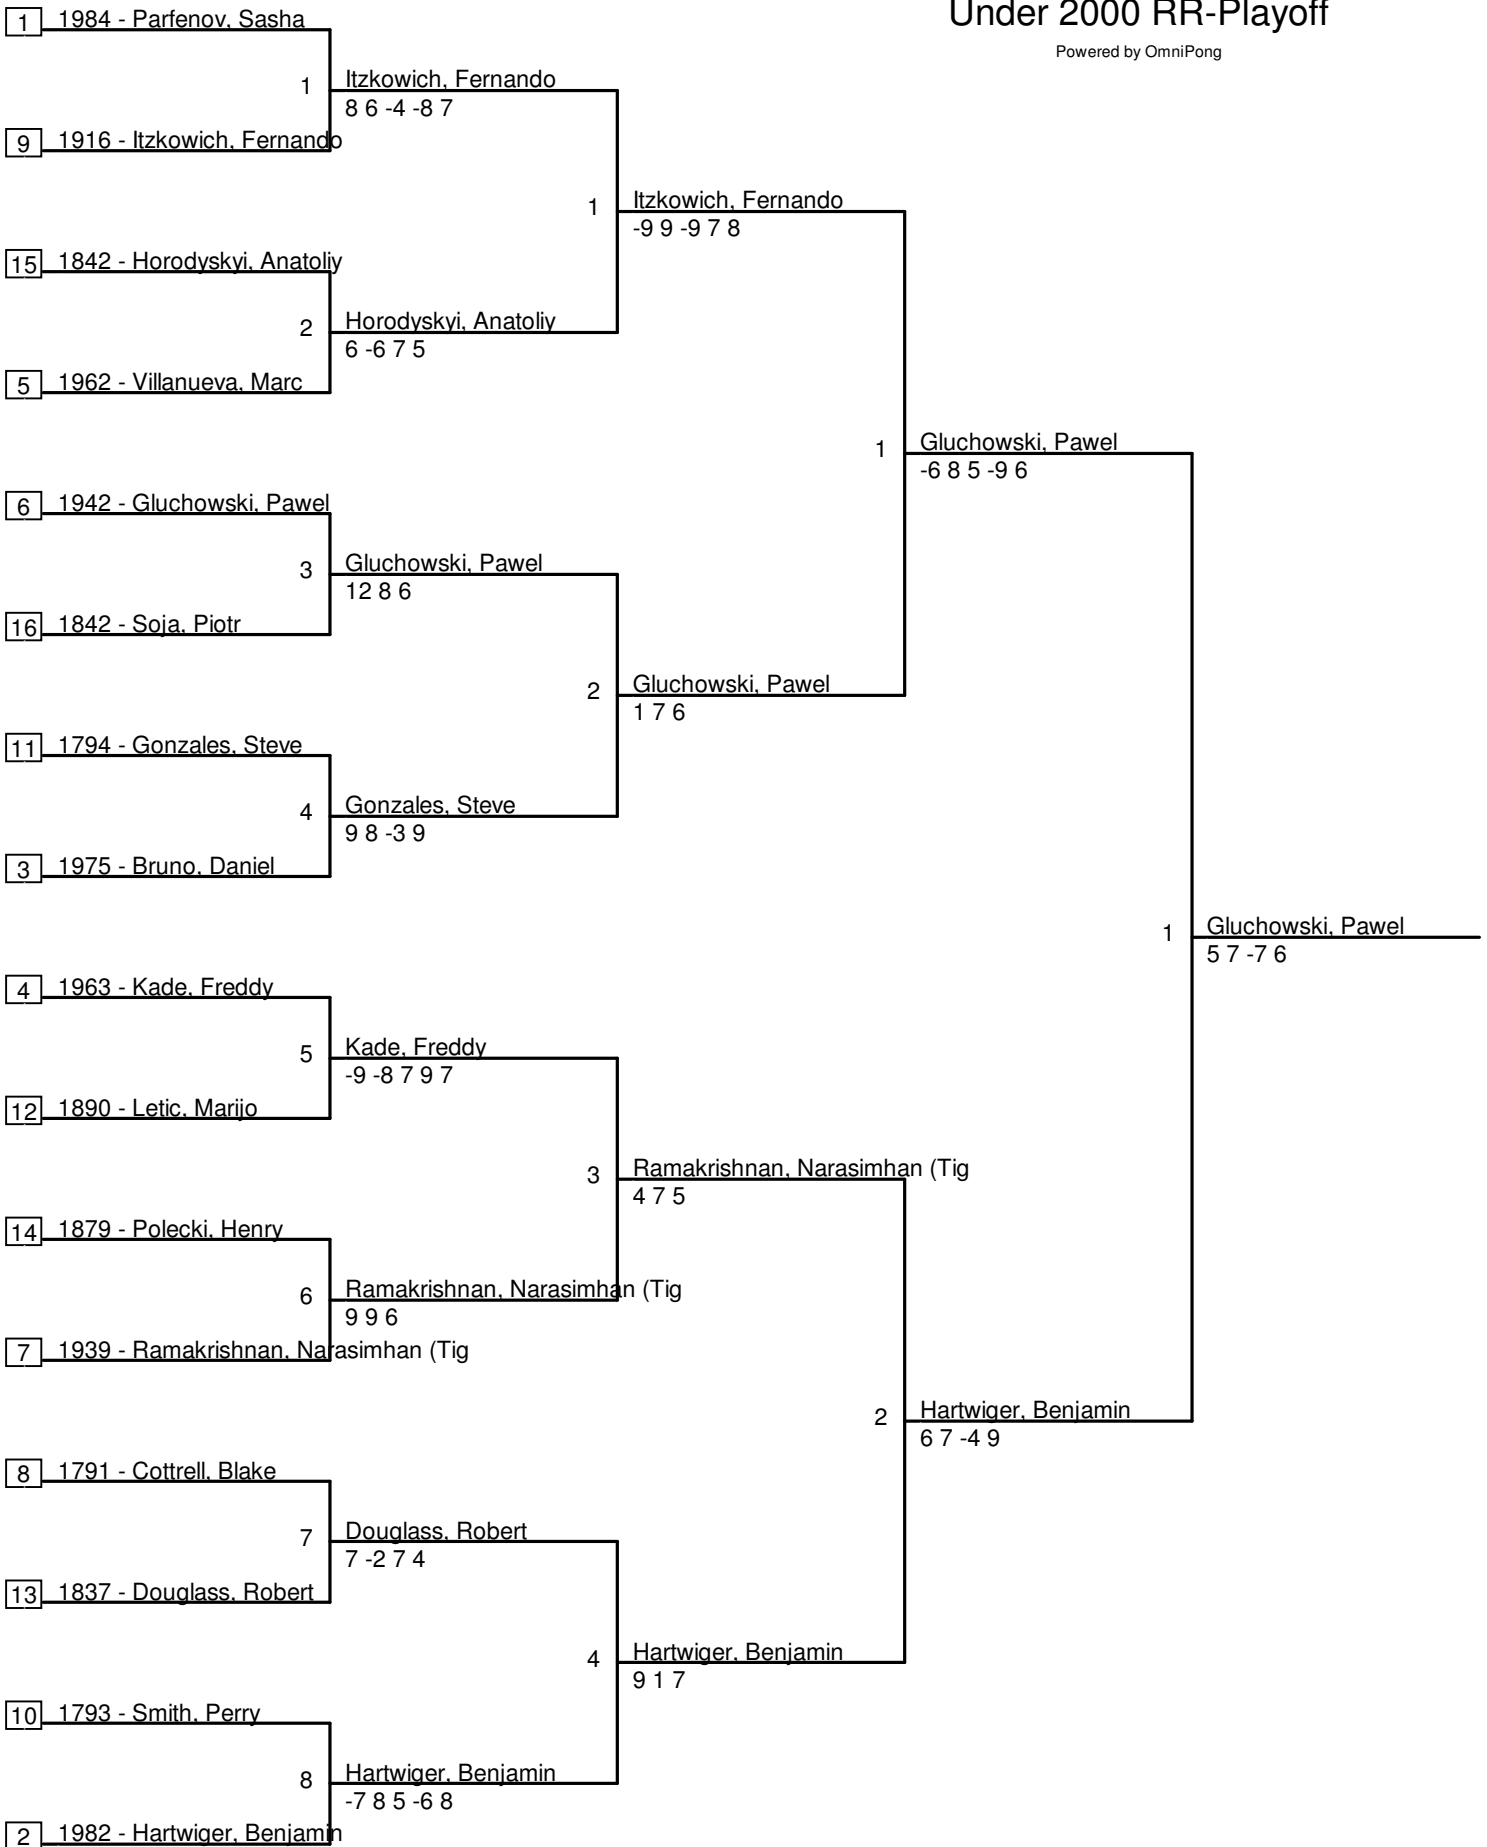 Under 2000 RR-Playoff
Powered by OmniPong
1 1984 - Parfenov, Sasha
1 Itzkowich, Fernando
8 6 -4 -8 7
9 1916 - Itzkowich, Fernando
1 Itzkowich, Fernando
-9 9 -9 7 8
15 1842 - Horodyskyi, Anatoliy
2 Horodyskyi, Anatoliy
6 -6 7 5
5 1962 - Villanueva, Marc
1 Gluchowski, Pawel
-6 8 5 -9 6
6 1942 - Gluchowski, Pawel
3 Gluchowski, Pawel
12 8 6
16 1842 - Soja, Piotr
2 Gluchowski, Pawel
1 7 6
11 1794 - Gonzales, Steve
4 Gonzales, Steve
9 8 -3 9
3 1975 - Bruno, Daniel
1 Gluchowski, Pawel
5 7 -7 6
4 1963 - Kade, Freddy
5 Kade, Freddy
-9 -8 7 9 7
12 1890 - Letic, Marijo
3 Ramakrishnan, Narasimhan (Tig
4 7 5
14 1879 - Polecki, Henry
6 Ramakrishnan, Narasimhan (Tig
9 9 6
7 1939 - Ramakrishnan, Narasimhan (Tig
2 Hartwiger, Benjamin
6 7 -4 9
8 1791 - Cottrell, Blake
7 Douglass, Robert
7 -2 7 4
13 1837 - Douglass, Robert
4 Hartwiger, Benjamin
9 1 7
10 1793 - Smith, Perry
8 Hartwiger, Benjamin
-7 8 5 -6 8
2 1982 - Hartwiger, Benjamin